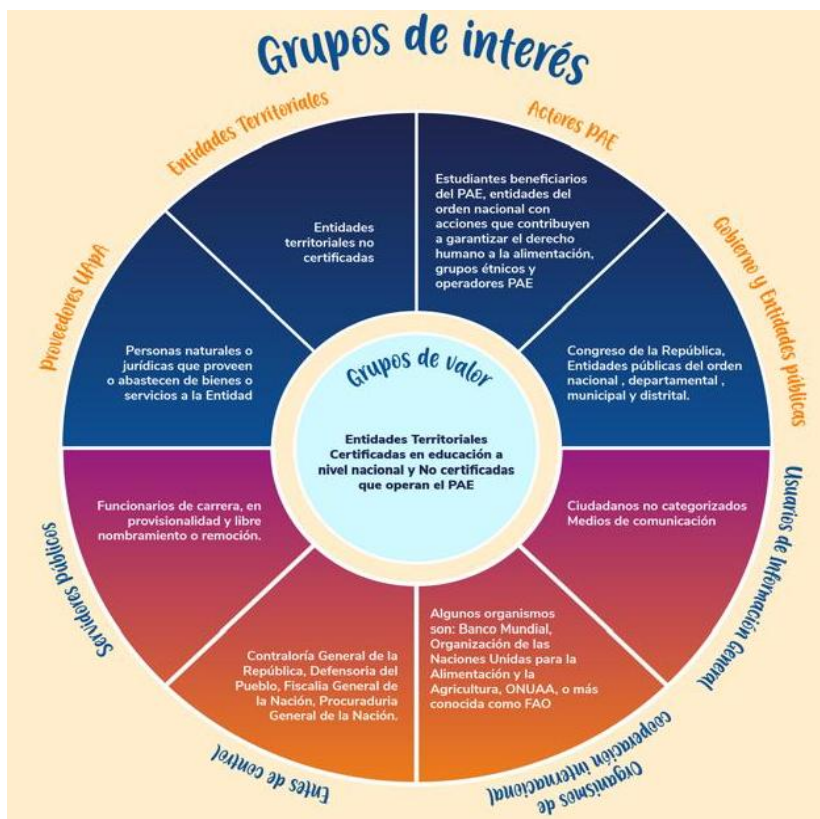 Grupos de interés
Entidades Territoriales
Entidades
territoriales no
certificadas
Actores PAE
Estudiantes beneficiarios
del PAE, entidades del
orden nacional con
acciones que contribuyen
a garantizar el derecho
humano a la alimentación,
grupos étnicos y
operadores PAE
Gobierno y Entidades públicas
Congreso de la República,
Entidades públicas del orden
nacional , departamental ,
municipal y distrital.
Usuarios de Información General
Ciudadanos no categorizados
Medios de comunicación
Organismos de
cooperación internacional
Algunos organismos
son: Banco Mundial,
Organización de las
Naciones Unidas para la
Alimentación y la
Agricultura, ONUAA, o más
conocida como FAO
Entes de control
Contraloría General de la
República, Defensoria del
Pueblo, Fiscalia General de
la Nación, Procuraduria
General de la Nación.
Servidores Públicos
Funcionarios de carrera, en
provisionalidad y libre
nombramiento o remoción.
Proveedores UApA
Personas naturales o
jurídicas que proveen
o abastecen de bienes o
servicios a la Entidad
Grupos de valor
Entidades Territoriales
Certificadas en educación a
nivel nacional y No certificadas
que operan el PAE